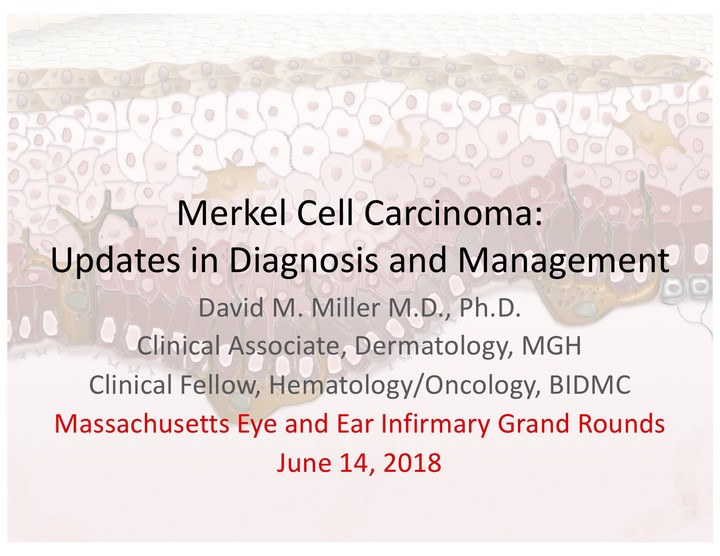 Merkel Cell Carcinoma:
Updates in Diagnosis and Management
David M. Miller M.D., Ph.D.
Clinical Associate, Dermatology, MGH
Clinical Fellow, Hematology/Oncology, BIDMC
Massachusetts Eye and Ear Infirmary Grand Rounds
June 14, 2018